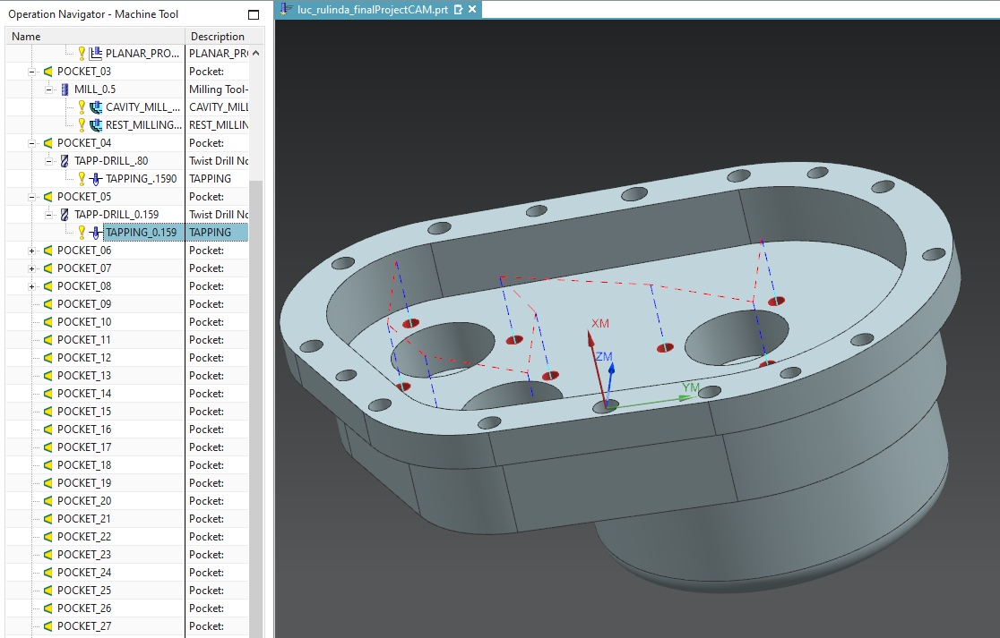 Operation Navigator - Machine Tool
luc_rulinda_finalProjectCAM.prt
Name Description
PLANAR_PRO... PLANAR_PR
POCKET_03 Pocket:
MILL_0.5 Milling Tool-
CAVITY_MILL_... CAVITY_MILL
REST_MILLING... REST_MILLIN
POCKET_04 Pocket:
TAPP-DRILL_.80 Twist Drill No
TAPPING_.1590 TAPPING
POCKET_05 Pocket:
TAPP-DRILL_0.159 Twist Drill No
TAPPING_0.159 TAPPING
POCKET_06 Pocket:
POCKET_07 Pocket:
POCKET_08 Pocket:
POCKET_09 Pocket:
POCKET_10 Pocket:
POCKET_11 Pocket:
POCKET_12 Pocket:
POCKET_13 Pocket:
POCKET_14 Pocket:
POCKET_15 Pocket:
POCKET_16 Pocket:
POCKET_17 Pocket:
POCKET_18 Pocket:
POCKET_19 Pocket:
POCKET_20 Pocket:
POCKET_21 Pocket:
POCKET_22 Pocket:
POCKET_23 Pocket:
POCKET_24 Pocket:
POCKET_25 Pocket:
POCKET_26 Pocket:
POCKET_27 Pocket:
XM
ZM
YM